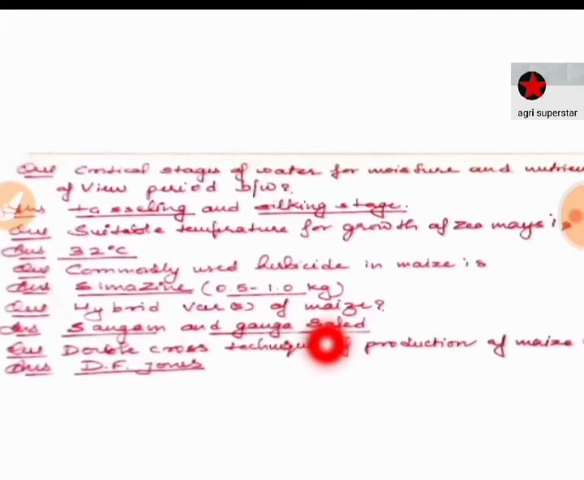 agri superstar
Que Critical stages of water for moisture and nutrien
of View period b/w?
Ans tasseling and silking stage.
Que Suitable temperature for growth of zea mays is
Ans 32°C
Que Commonly used hubicide in maize is
Ans Simazine (0.5-1.0 kg)
Que Hybrid Var(s) of maize?
Ans Sangam and ganga safed
Que Double cross production of maize
Ans D.F. Jones